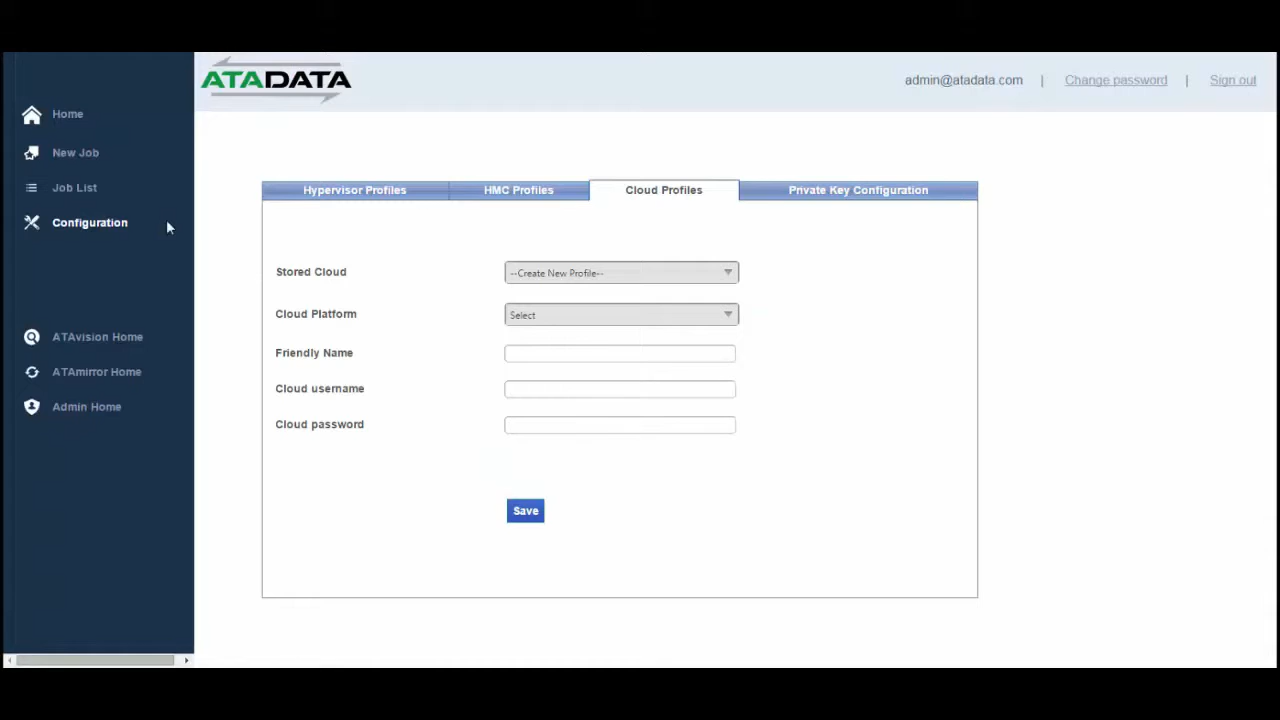 ATADATA
admin@atadata.com | Change password | Sign out
Home
New Job
Job List
Configuration
ATAvision Home
ATAmirror Home
Admin Home
Hypervisor Profiles HMC Profiles Cloud Profiles Private Key Configuration
Stored Cloud --Create New Profile--
Cloud Platform Select
Friendly Name
Cloud username
Cloud password
Save